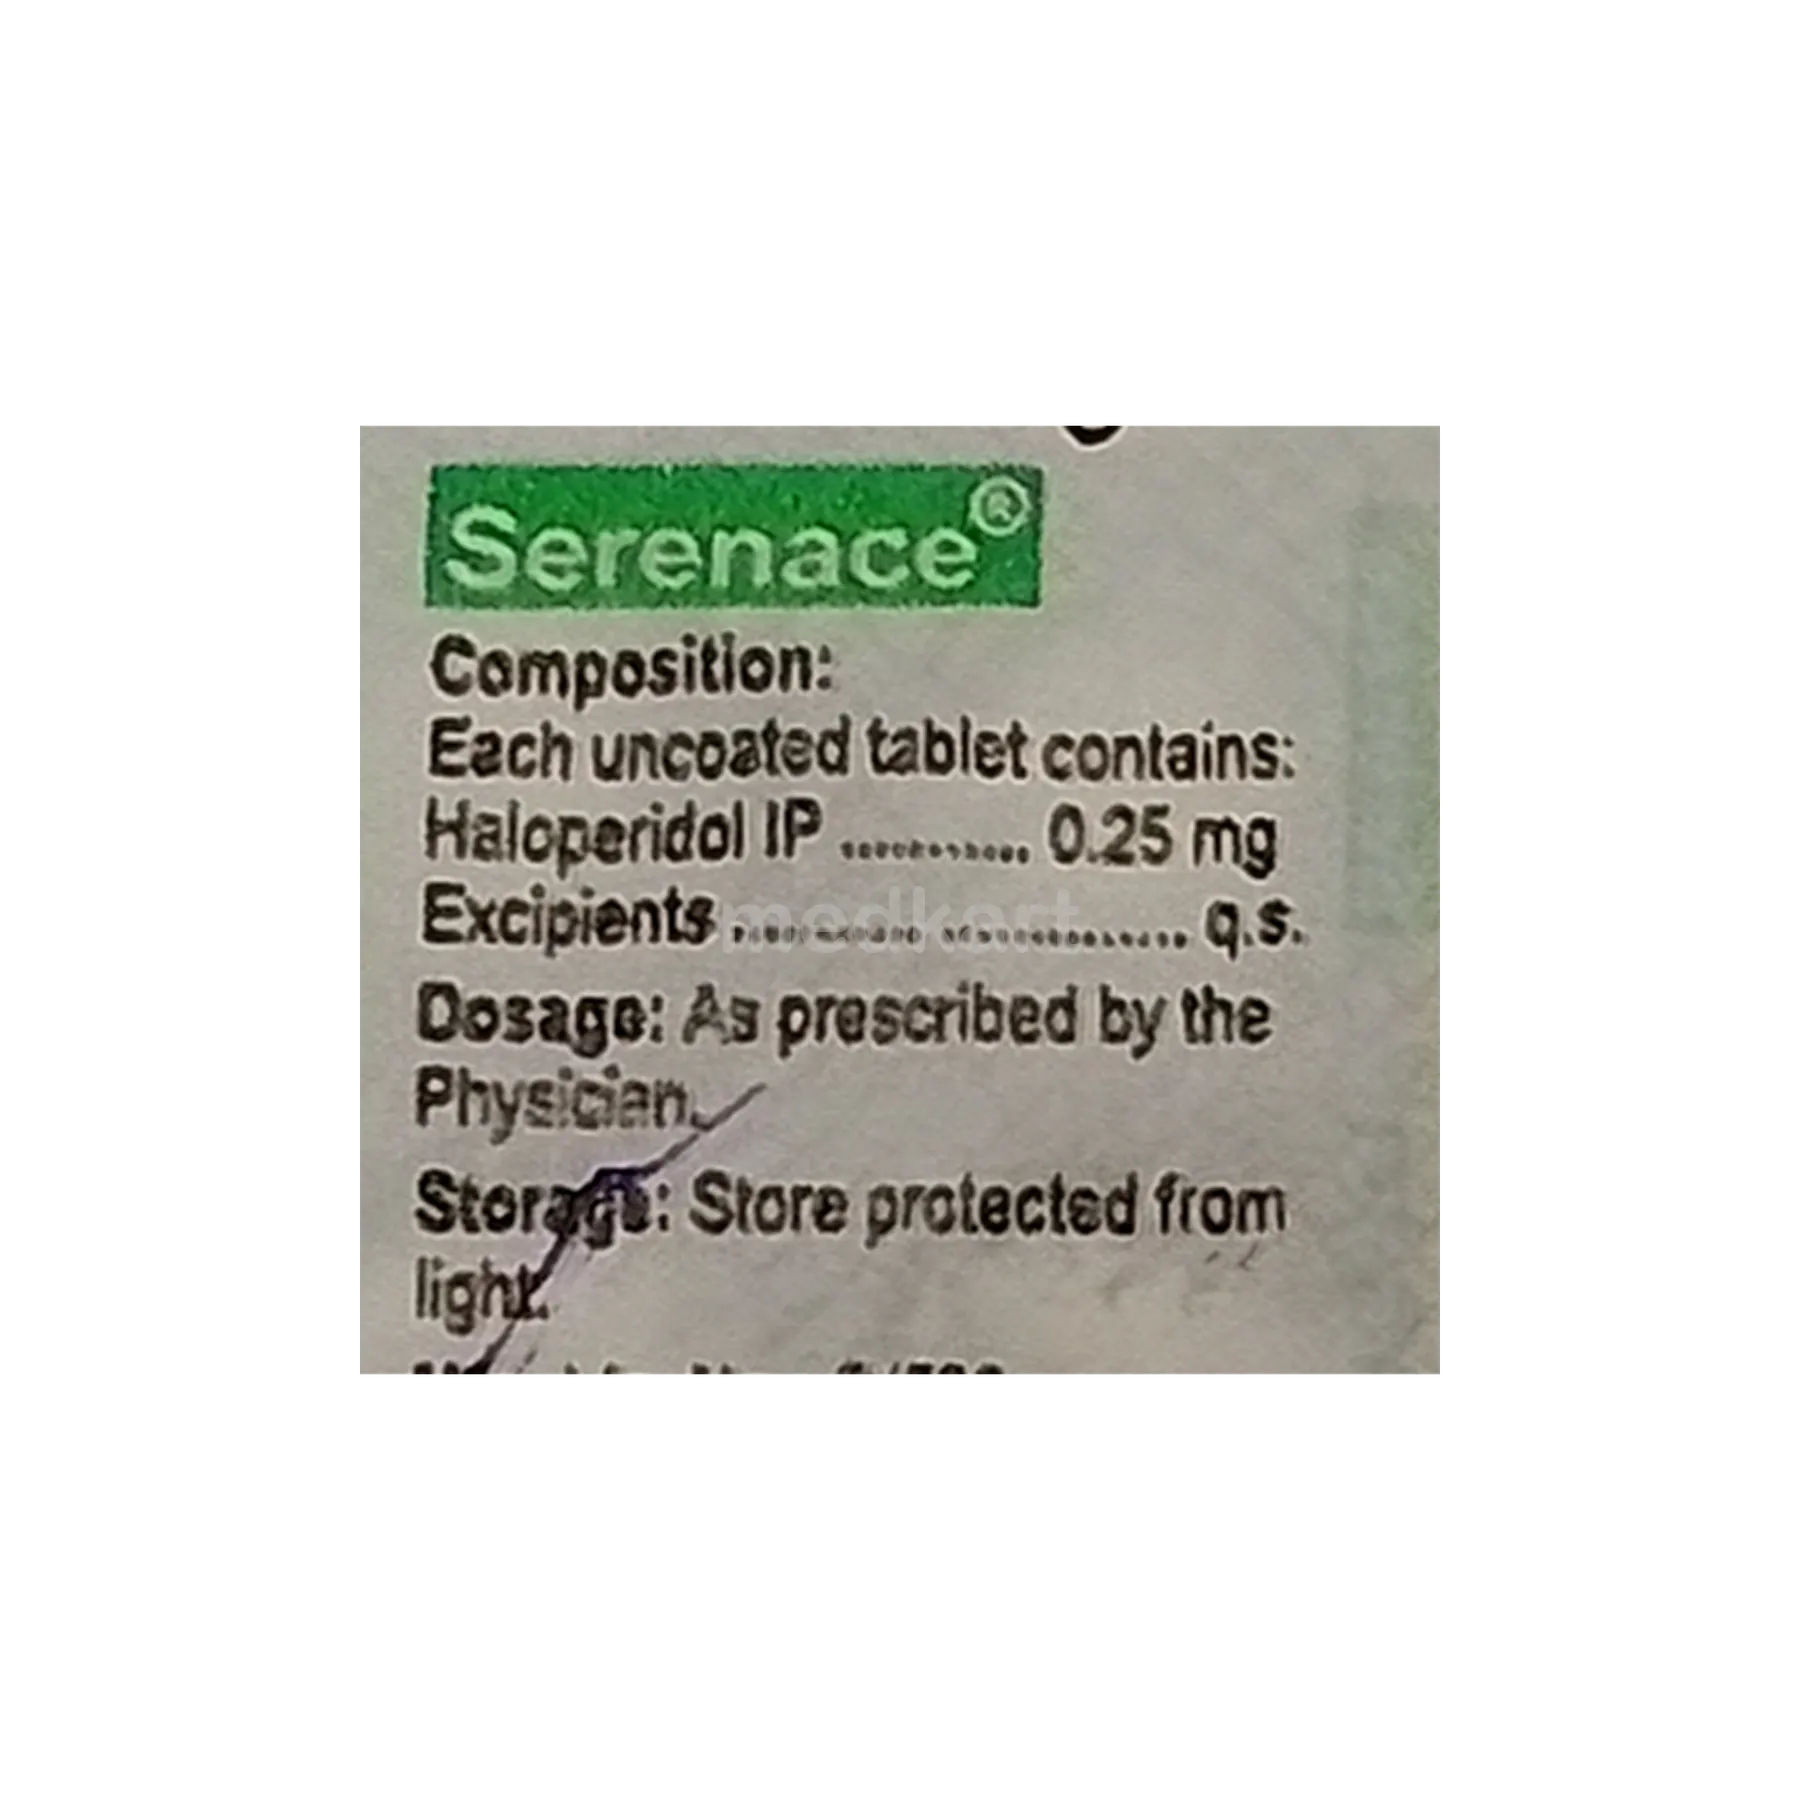 Serenace®
Composition:
Each uncoated tablet contains:
Haloperidol IP ............ 0.25 mg
Excipients ............................ q.s.
medkart
Dosage: As prescribed by the
Physician.
Storage: Store protected from
light.